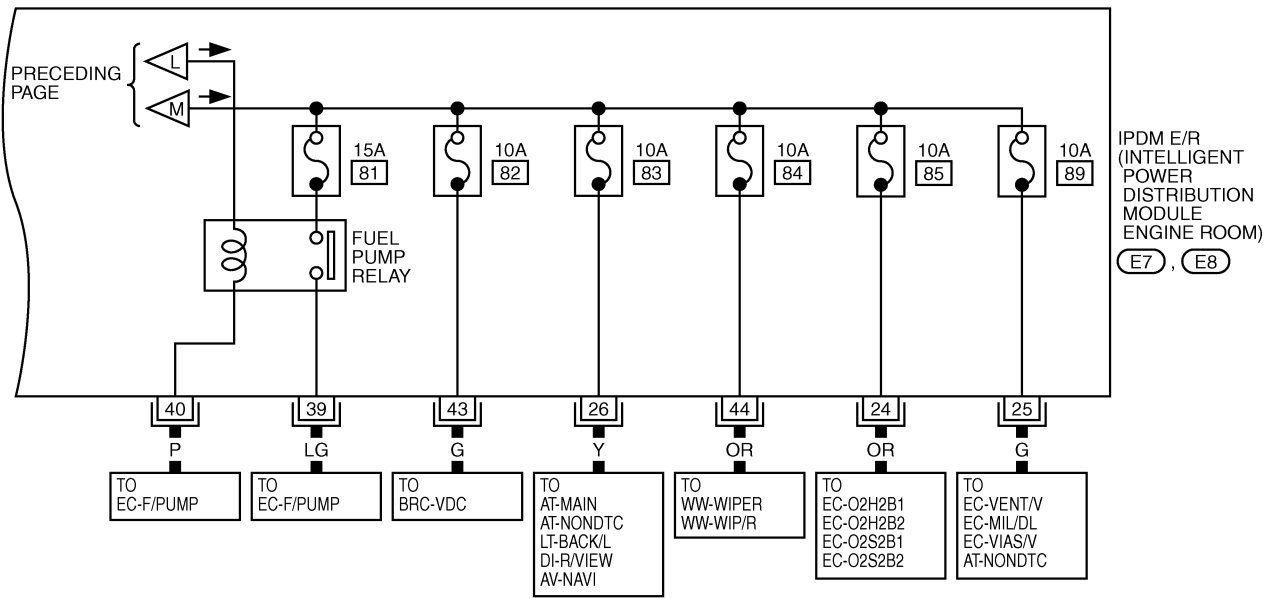 PRECEDING
PAGE
L
M
15A
81
10A
82
10A
83
10A
84
10A
85
10A
89
IPDM E/R
(INTELLIGENT
POWER
DISTRIBUTION
MODULE
ENGINE ROOM)
E7 , E8
FUEL
PUMP
RELAY
40
39
43
26
44
24
25
P
LG
G
Y
OR
OR
G
TO
EC-F/PUMP
TO
EC-F/PUMP
TO
BRC-VDC
TO
AT-MAIN
AT-NONDTC
LT-BACK/L
DI-R/VIEW
AV-NAVI
TO
WW-WIPER
WW-WIP/R
TO
EC-O2H2B1
EC-O2H2B2
EC-O2S2B1
EC-O2S2B2
TO
EC-VENT/V
EC-MIL/DL
EC-VIAS/V
AT-NONDTC